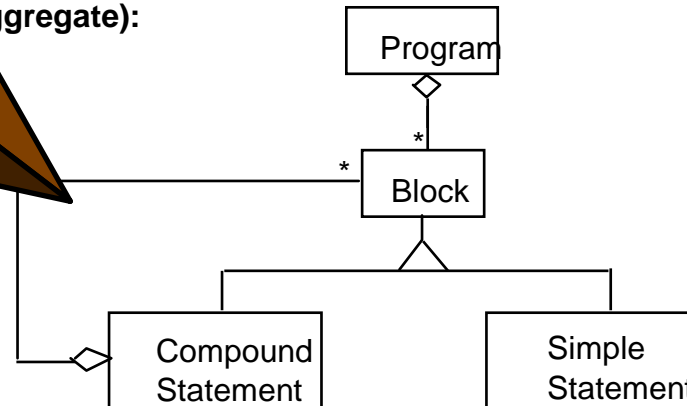 ggregate):
Program
*
*
Block
Compound
Statement
Simple
Statement